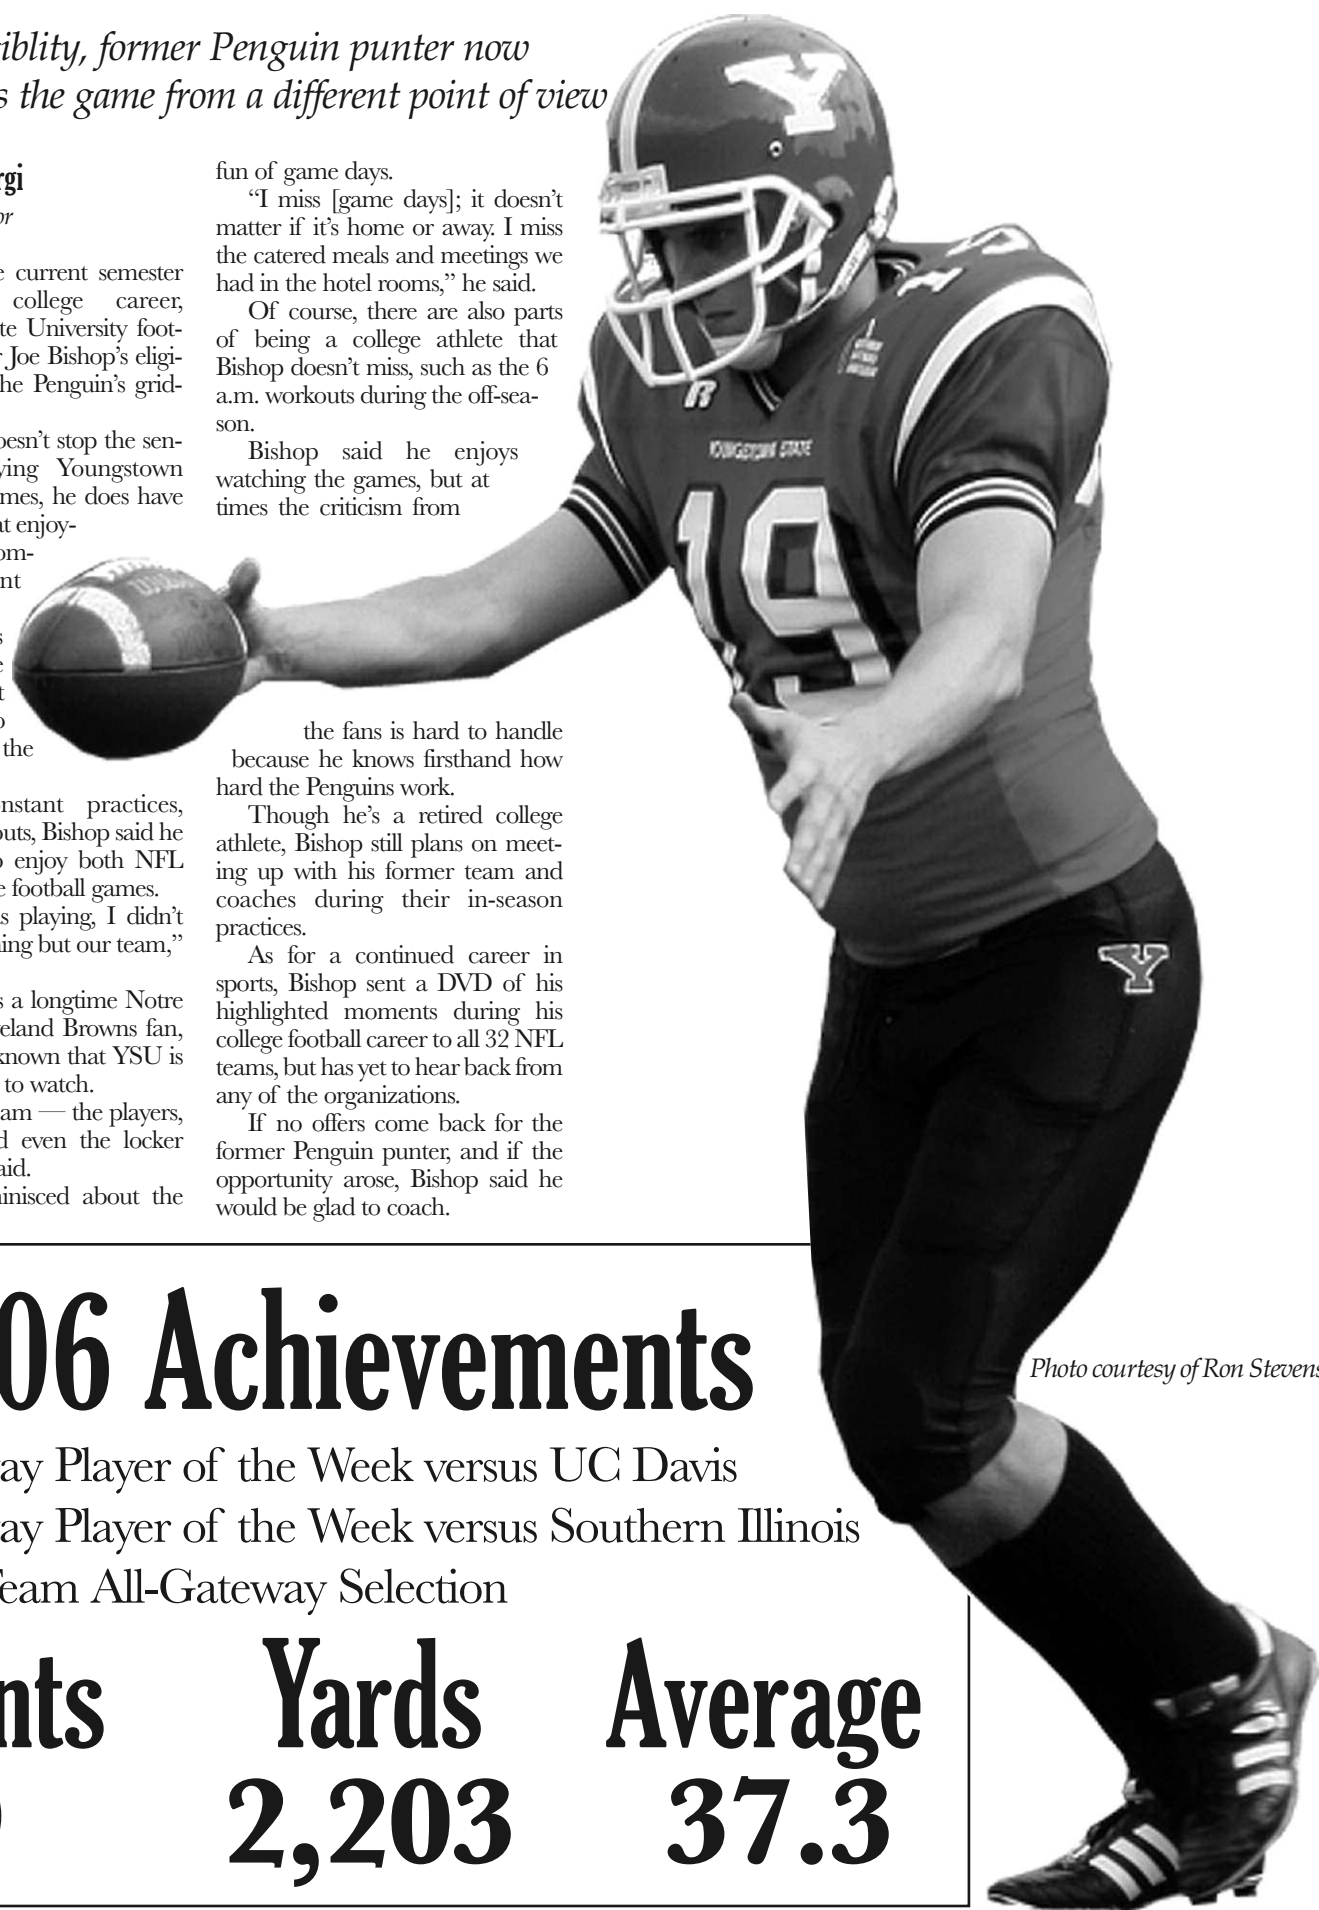 iblity, former Penguin punter now
s the game from a different point of view
rgi
or
e current semester
college career,
te University foot-
r Joe Bishop's eligi-
he Penguin's grid-
oesn't stop the sen-
ying Youngstown
mes, he does have
at enjoy-
om-
nt
s
e
t
o
the
nstant practices,
outs, Bishop said he
o enjoy both NFL
e football games.
s playing, I didn't
ning but our team,”
s a longtime Notre
eland Browns fan,
known that YSU is
to watch.
am — the players,
d even the locker
aid.
inisced about the
fun of game days.
“I miss [game days]; it doesn't
matter if it's home or away. I miss
the catered meals and meetings we
had in the hotel rooms,” he said.
Of course, there are also parts
of being a college athlete that
Bishop doesn't miss, such as the 6
a.m. workouts during the off-sea-
son.
Bishop said he enjoys
watching the games, but at
times the criticism from
the fans is hard to handle
because he knows firsthand how
hard the Penguins work.
Though he's a retired college
athlete, Bishop still plans on meet-
ing up with his former team and
coaches during their in-season
practices.
As for a continued career in
sports, Bishop sent a DVD of his
highlighted moments during his
college football career to all 32 NFL
teams, but has yet to hear back from
any of the organizations.
If no offers come back for the
former Penguin punter, and if the
opportunity arose, Bishop said he
would be glad to coach.
Y
19
R
YOUNGSTOWN STATE
19
Y
Photo courtesy of Ron Stevens
06 Achievements
ay Player of the Week versus UC Davis
ay Player of the Week versus Southern Illinois
Team All-Gateway Selection
nts Yards Average
2,203 37.3